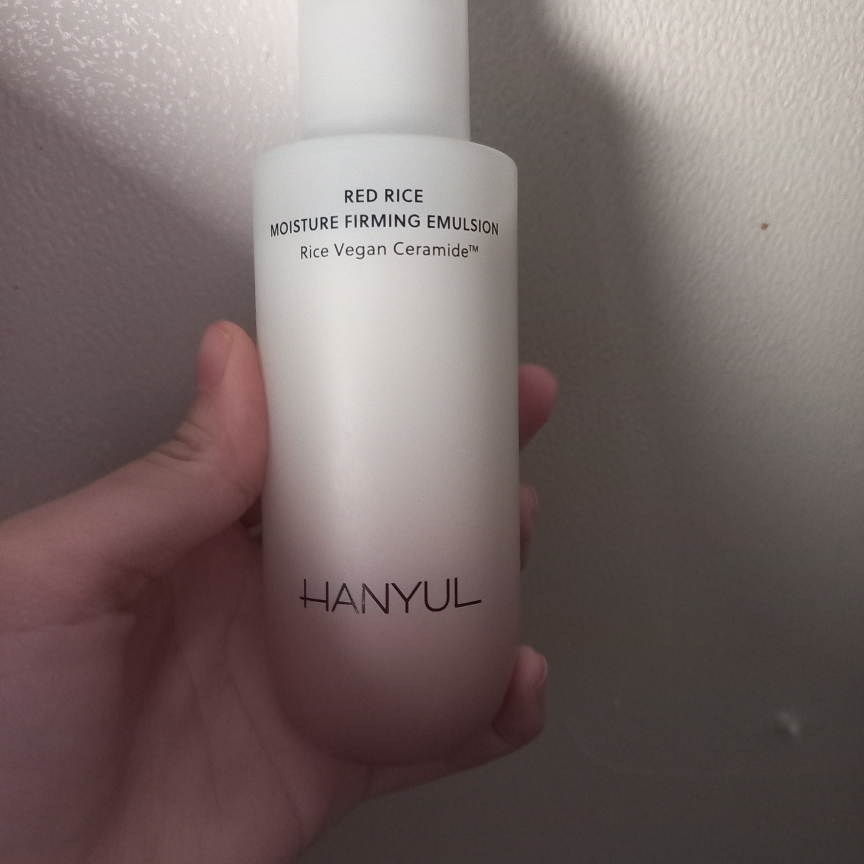 RED RICE
MOISTURE FIRMING EMULSION
Rice Vegan Ceramide™
HANYUL